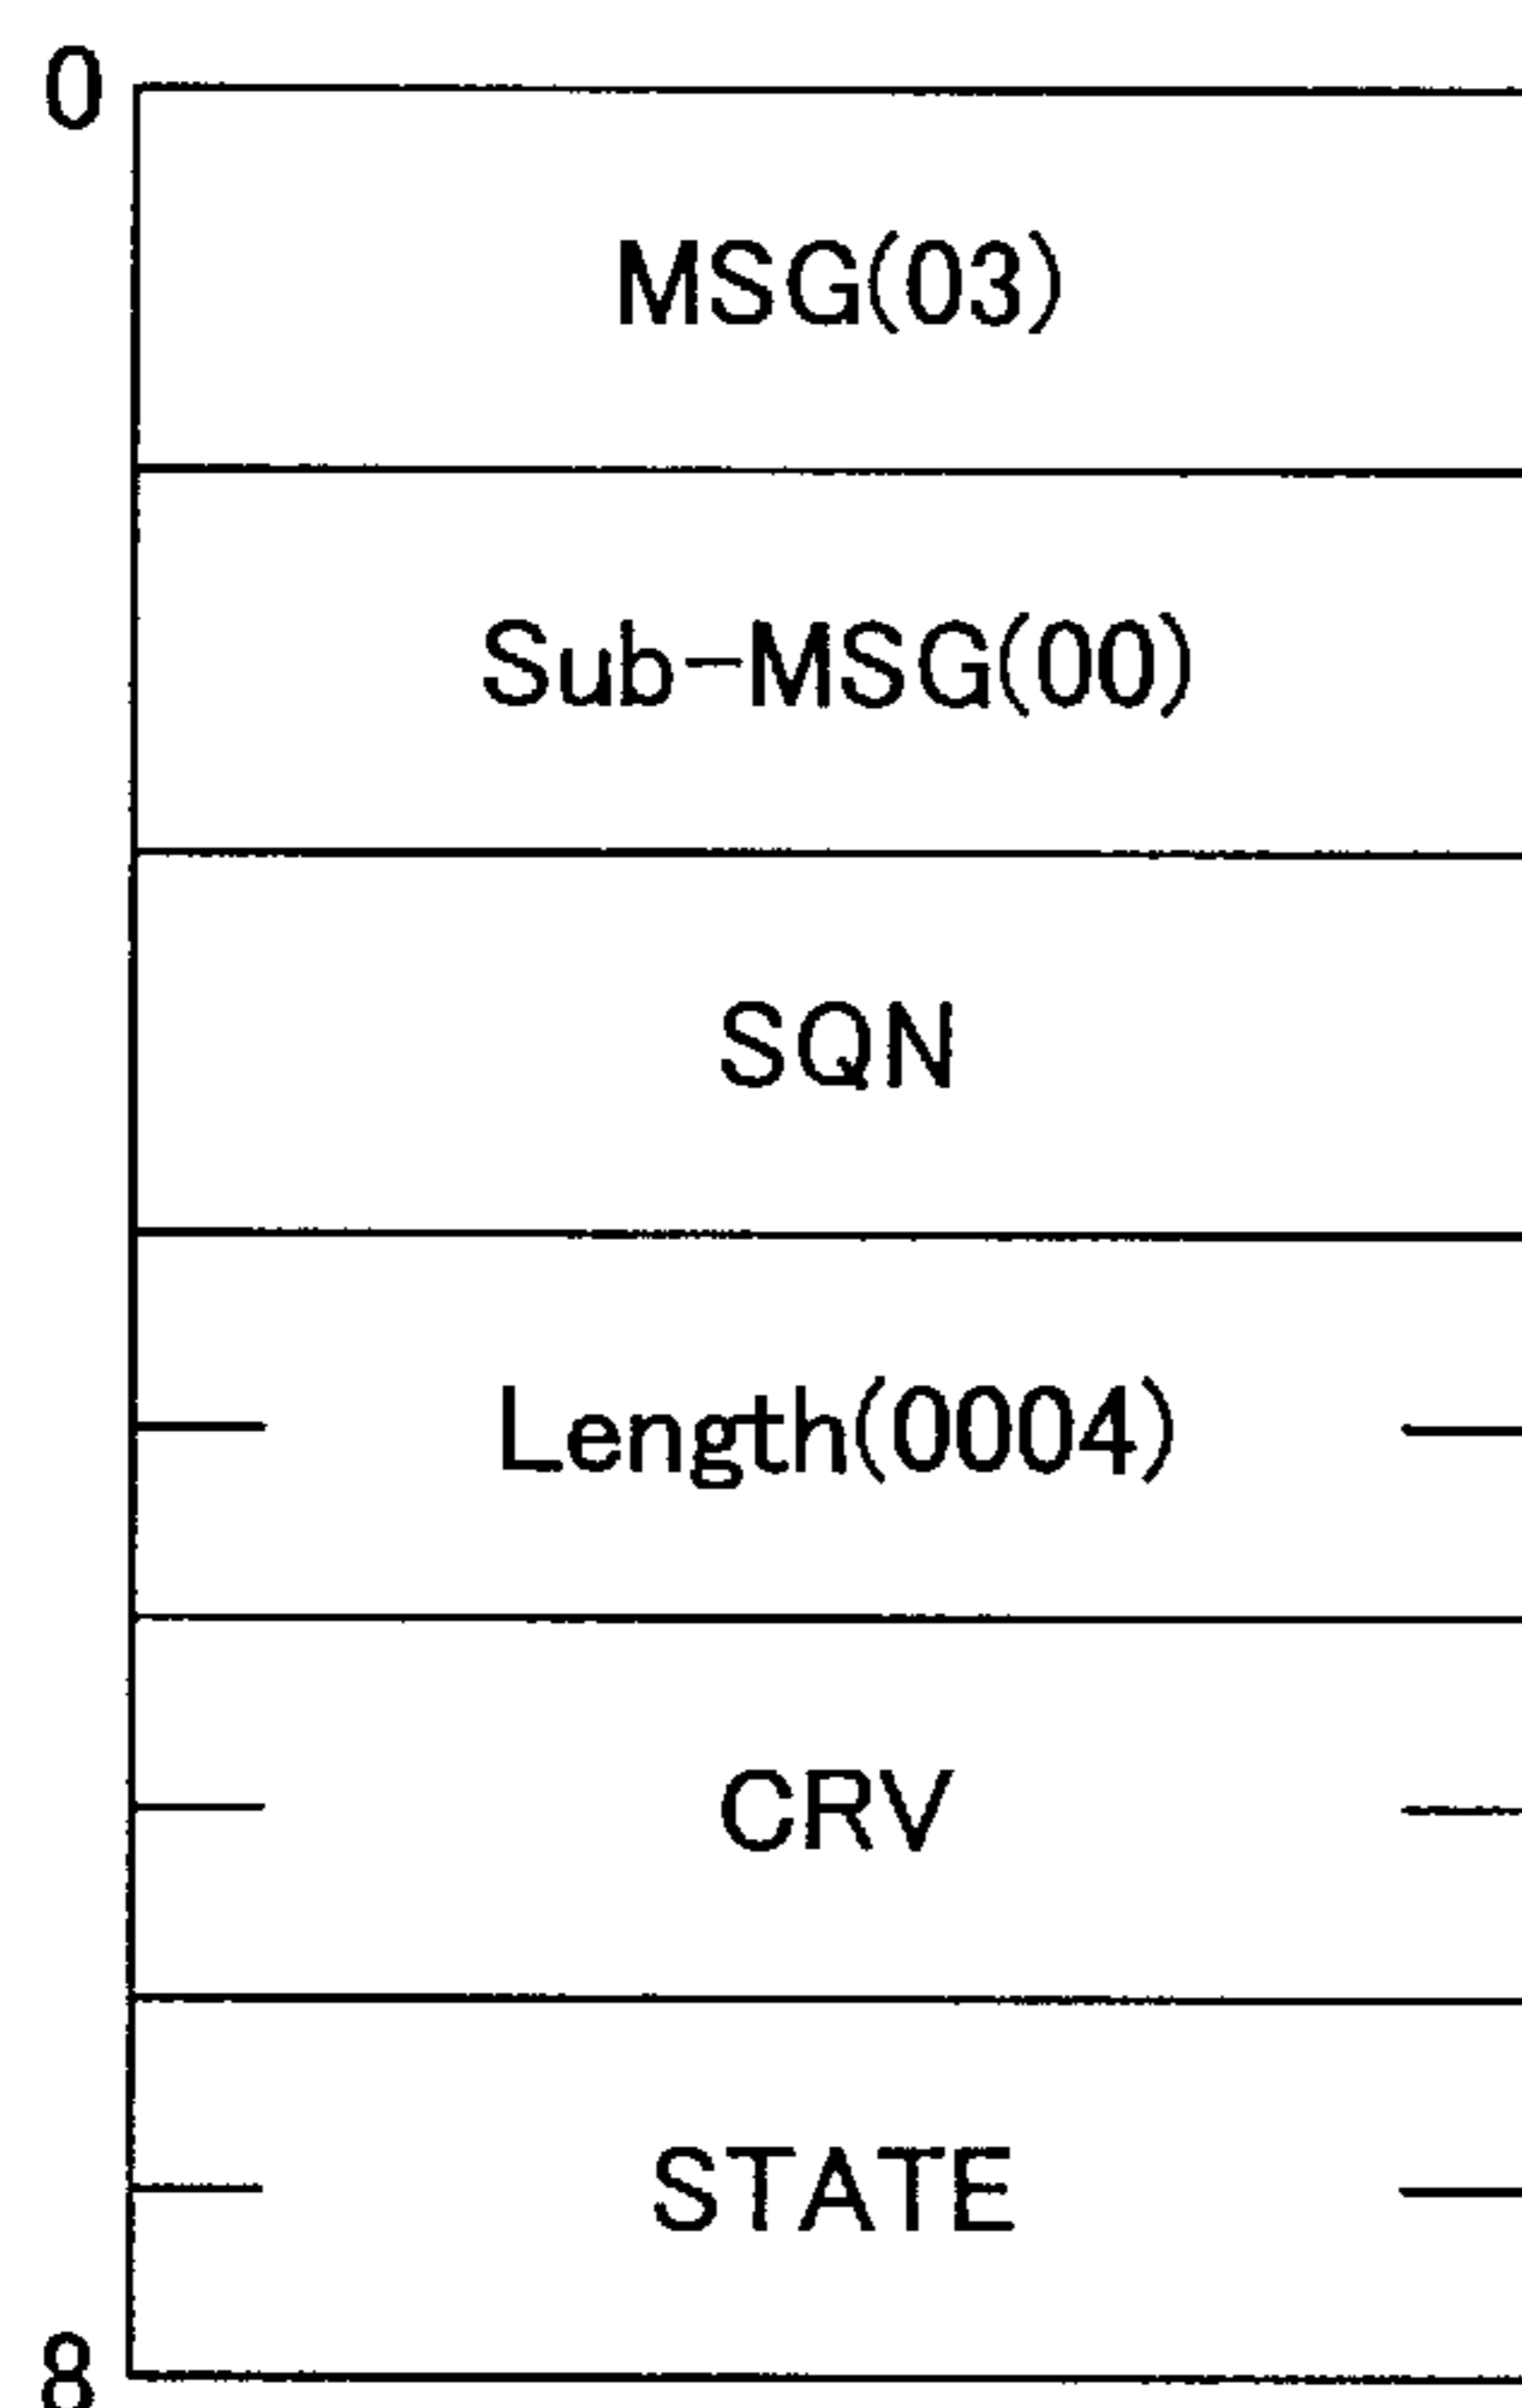 0
MSG(03)
Sub-MSG(00)
SQN
Length(0004)
CRV
STATE
8